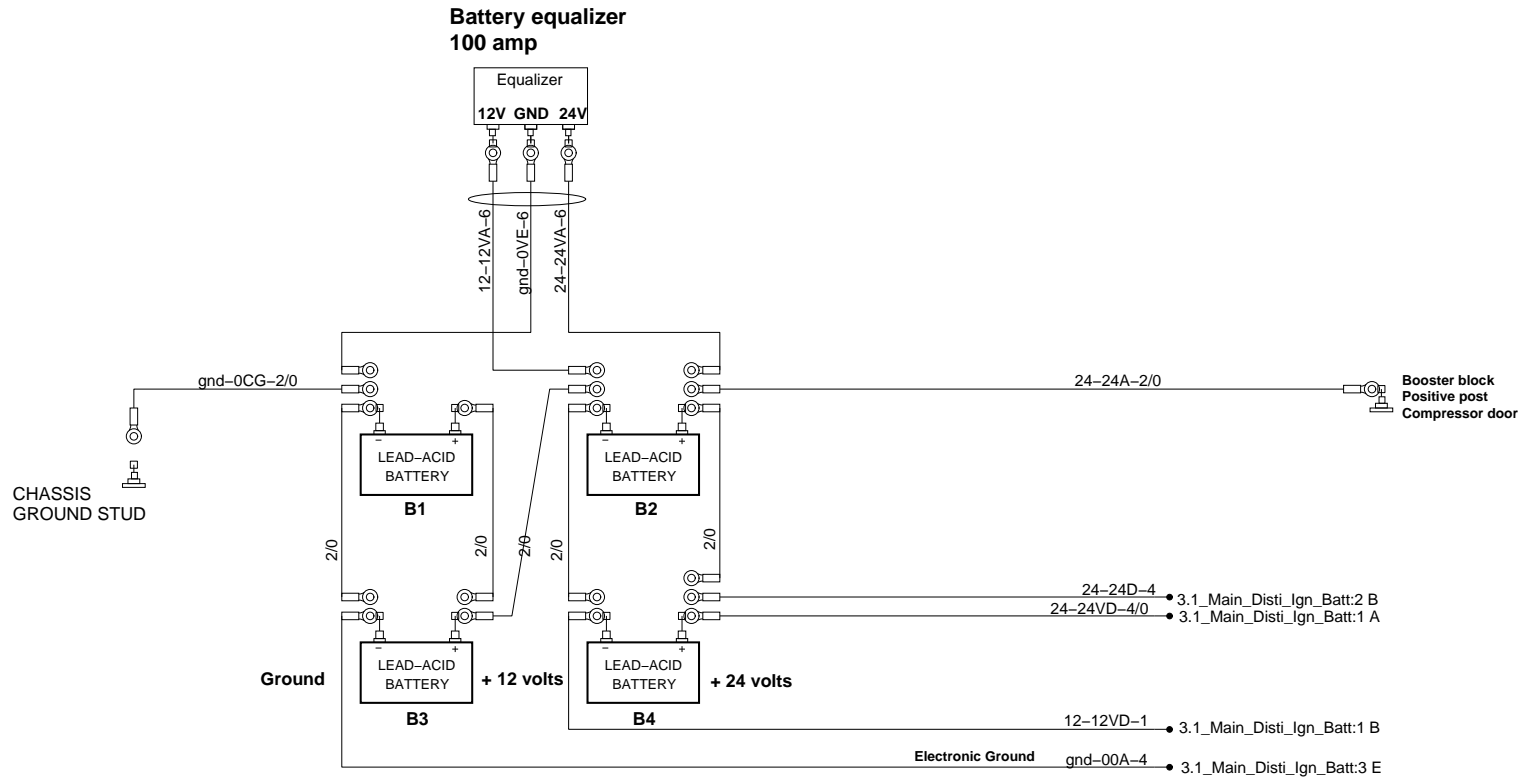 Battery equalizer
100 amp
Equalizer
12V GND 24V
12–12VA–6
gnd–0VE–6
24–24VA–6
gnd–0CG–2/0
24–24A–2/0
Booster block
Positive post
Compressor door
CHASSIS
GROUND STUD
– +
LEAD–ACID
BATTERY
B1
– +
LEAD–ACID
BATTERY
B2
2/0
2/0
2/0
2/0
2/0
24–24D–4
3.1_Main_Disti_Ign_Batt:2 B
24–24VD–4/0
3.1_Main_Disti_Ign_Batt:1 A
Ground
– +
LEAD–ACID
BATTERY
B3
+ 12 volts
– +
LEAD–ACID
BATTERY
B4
+ 24 volts
12–12VD–1
3.1_Main_Disti_Ign_Batt:1 B
Electronic Ground
gnd–00A–4
3.1_Main_Disti_Ign_Batt:3 E